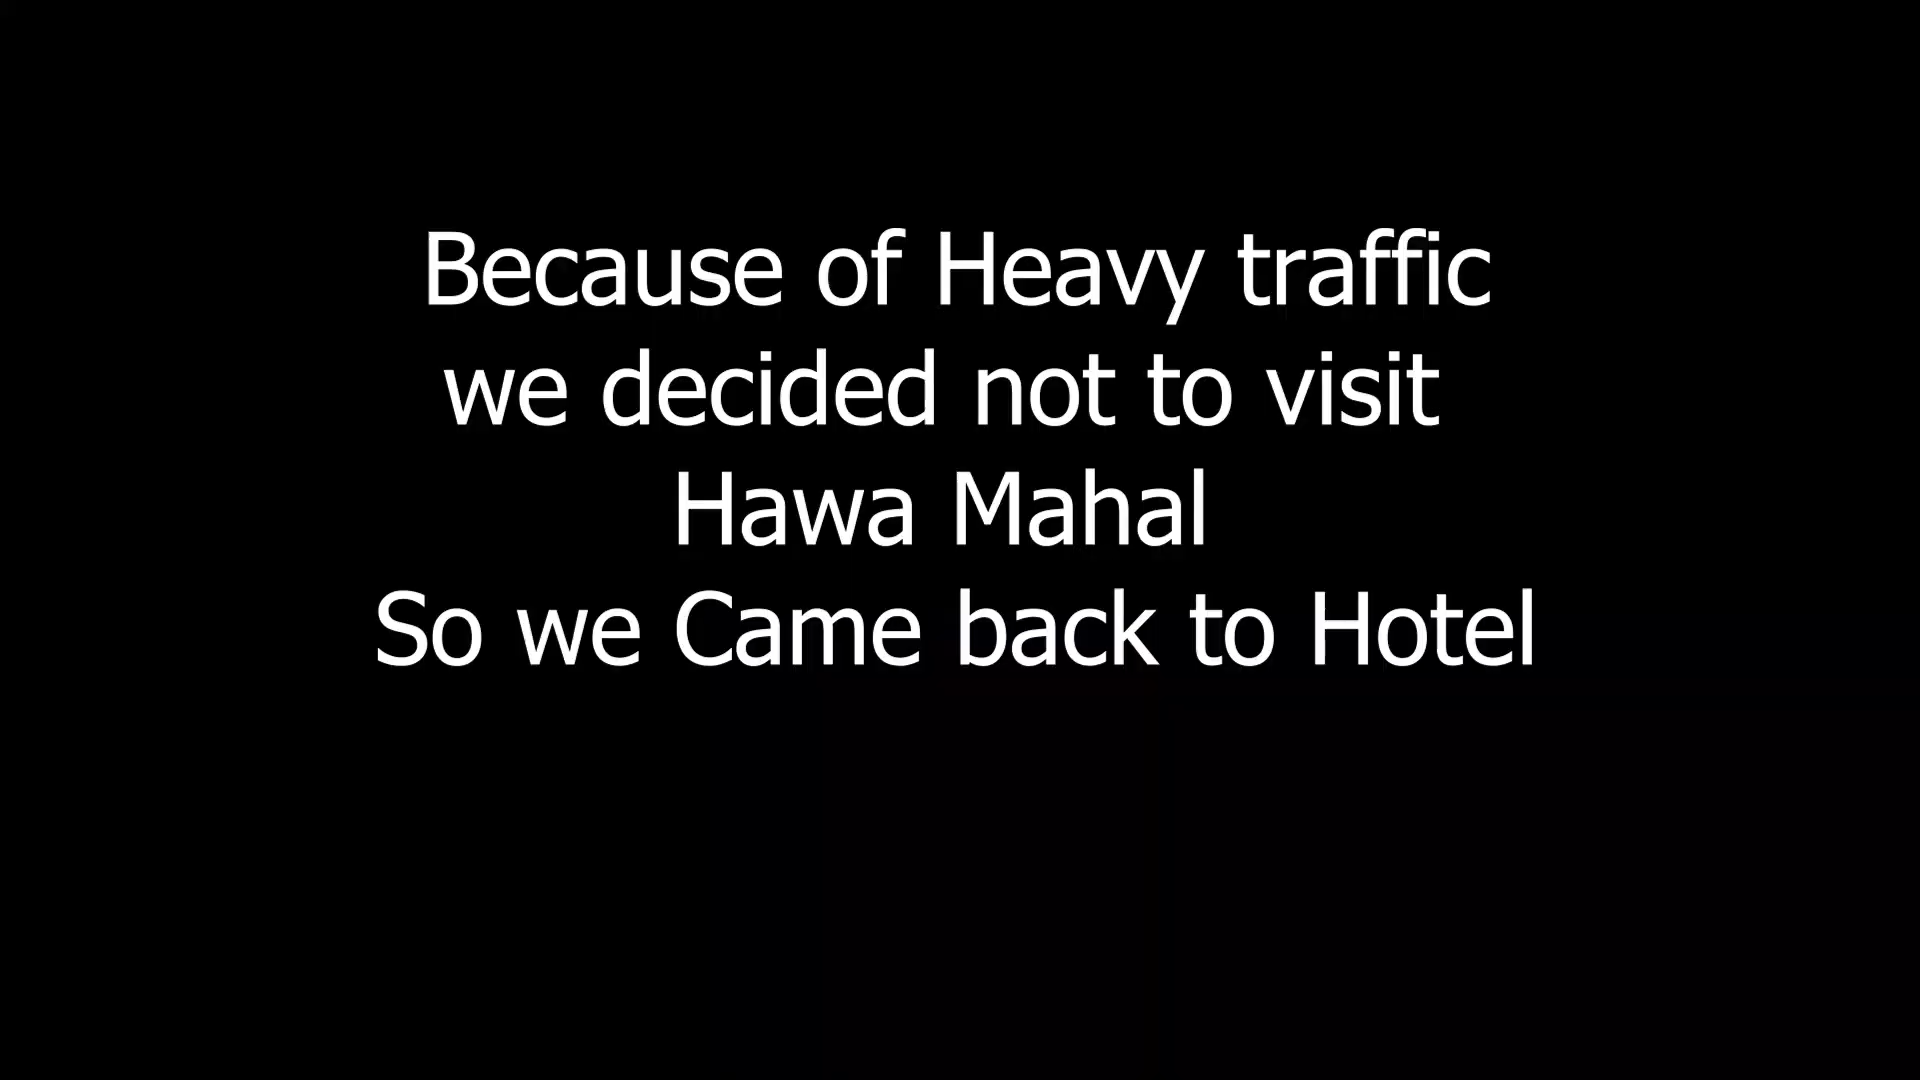 Because of Heavy traffic
we decided not to visit
Hawa Mahal
So we Came back to Hotel